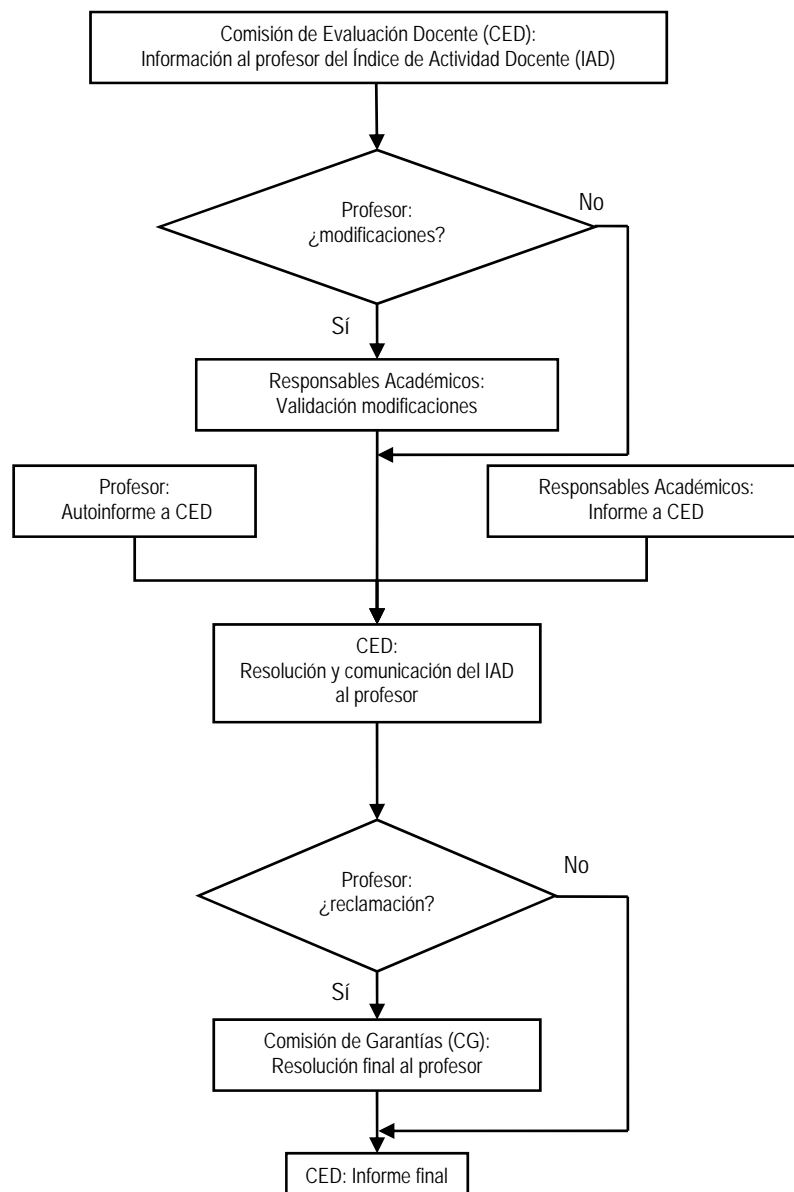 Comisión de Evaluación Docente (CED):
Información al profesor del Índice de Actividad Docente (IAD)
Profesor:
¿modificaciones?
No
Sí
Responsables Académicos:
Validación modificaciones
Profesor:
Autoinforme a CED
Responsables Académicos:
Informe a CED
CED:
Resolución y comunicación del IAD
al profesor
Profesor:
¿reclamación?
No
Sí
Comisión de Garantías (CG):
Resolución final al profesor
CED: Informe final